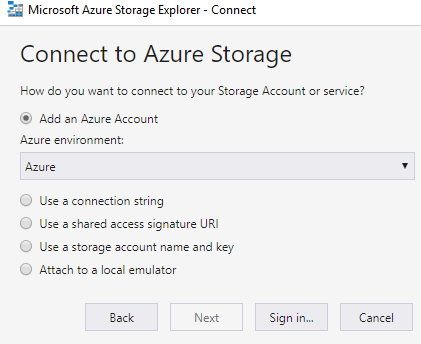 Microsoft Azure Storage Explorer - Connect
Connect to Azure Storage
How do you want to connect to your Storage Account or service?
Add an Azure Account
Azure environment:
Azure
Use a connection string
Use a shared access signature URI
Use a storage account name and key
Attach to a local emulator
Back Next Sign in... Cancel